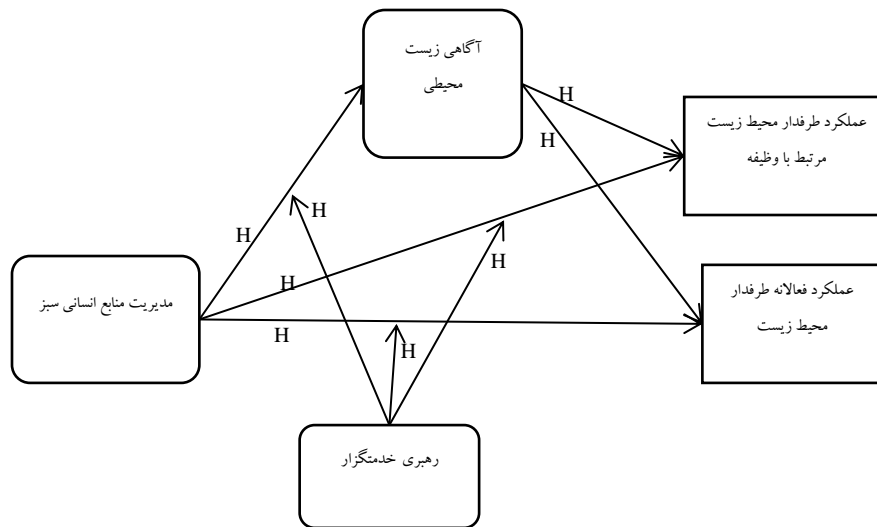 آگاهی زیست
محیطی
H
عملکرد طرفدار محیط زیست
مرتبط با وظیفه
H
H
H
H
مدیریت منابع انسانی سبز
H
H
عملکرد فعالانه طرفدار
محیط زیست
H
H
رهبری خدمتگزار